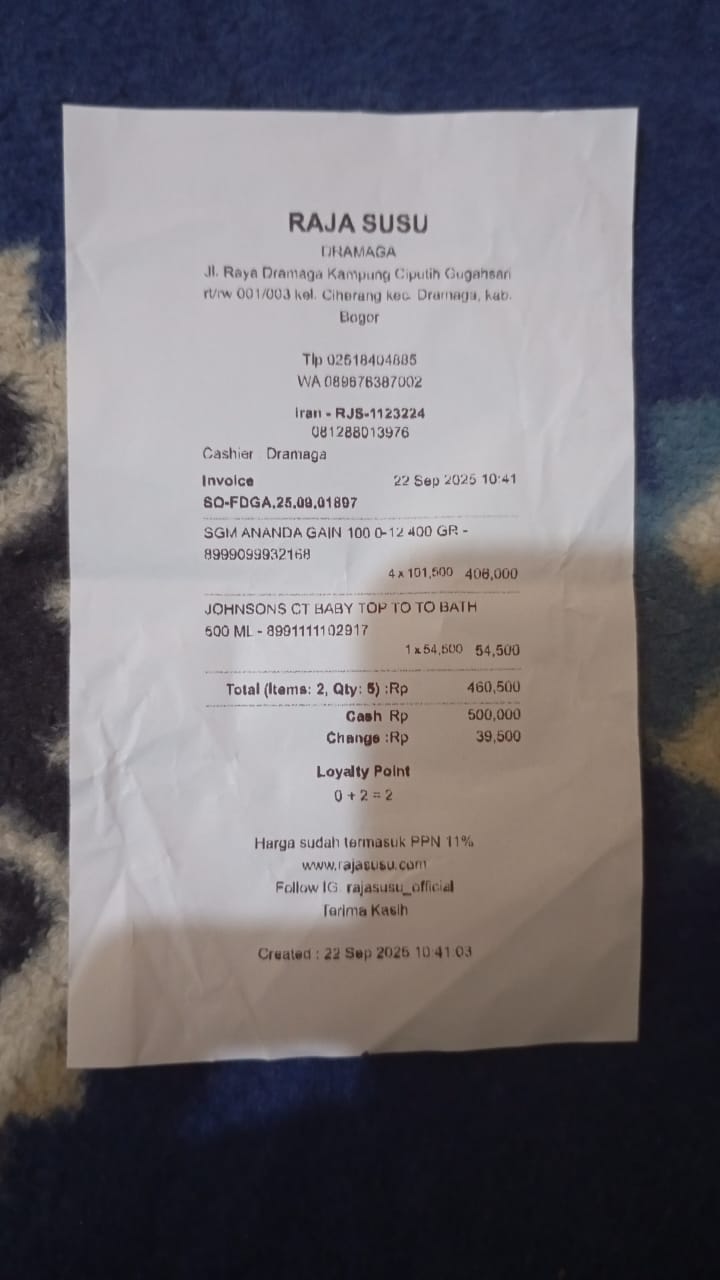 RAJA SUSU
DRAMAGA
Jl. Raya Dramaga Kampung Ciputih Gugahsari
rt/rw 001/003 kel. Ciherang kec. Dramaga, kab.
Bogor
Tlp 02518404885
WA 089676387002
Iran - RJS-1123224
081288013976
Cashier Dramaga
Invoice 22 Sep 2025 10:41
SO-FDGA.25.09.01897
SGM ANANDA GAIN 100 0-12 400 GR -
8999099932168
4 x 101,500 406,000
JOHNSONS CT BABY TOP TO TO BATH
500 ML - 8991111102917
1 x 54,500 54,500
Total (Items: 2, Qty: 5) :Rp 460,500
Cash Rp 500,000
Change :Rp 39,500
Loyalty Point
0 + 2 = 2
Harga sudah termasuk PPN 11%
www.rajasusu.com
Follow IG rajasusu_official
Terima Kasih
Created : 22 Sep 2025 10:41:03